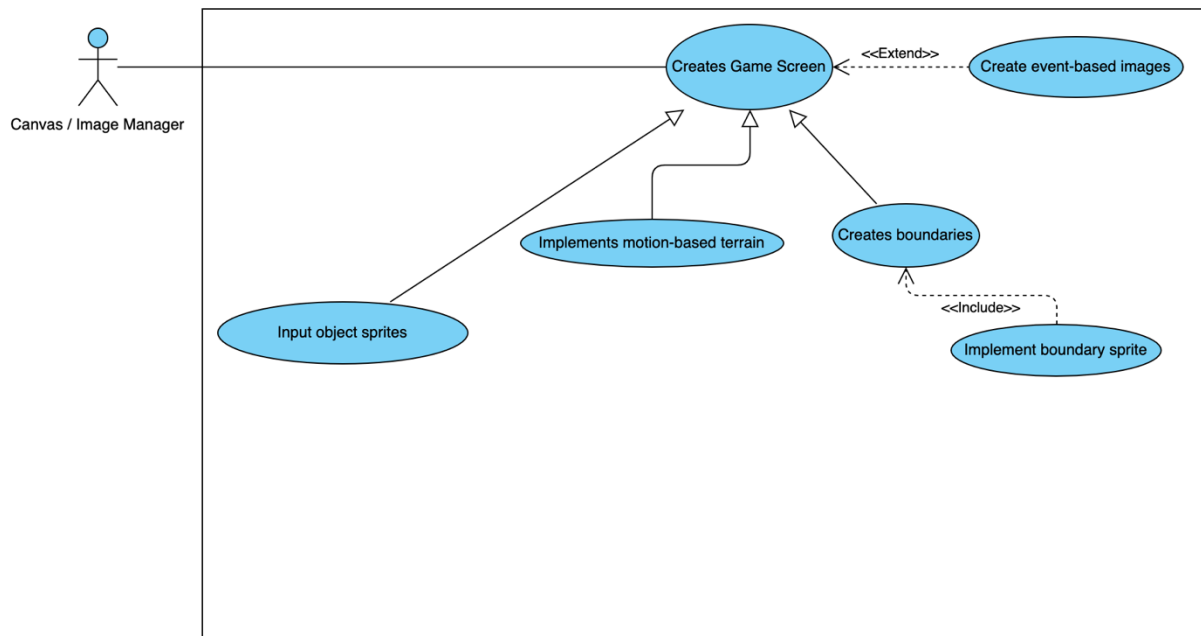 Creates Game Screen
<<Extend>>
Create event-based images
Canvas / Image Manager
Implements motion-based terrain
Creates boundaries
<<Include>>
Input object sprites
Implement boundary sprite